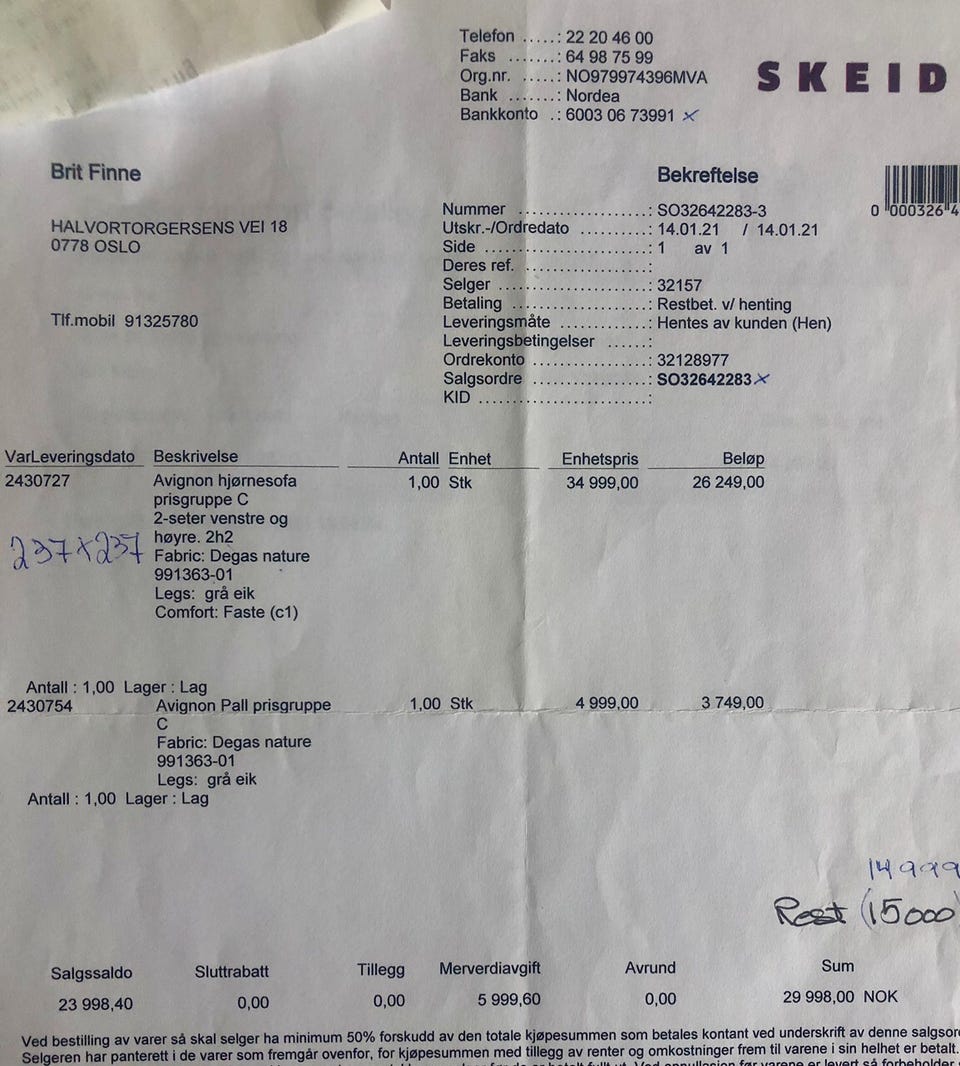 Telefon .....: 22 20 46 00
Faks .......: 64 98 75 99
Org.nr. .....: NO979974396MVA
Bank .......: Nordea
Bankkonto .: 6003 06 73991 x
SKEID
Brit Finne
Bekreftelse
HALVORTORGERSENS VEI 18
0778 OSLO
Tlf.mobil 91325780
0 000326 4
Nummer ....................: SO32642283-3
Utskr.-/Ordredato ..........: 14.01.21 / 14.01.21
Side .......................: 1 av 1
Deres ref. ..................:
Selger ......................: 32157
Betaling .....................: Restbet. v/ henting
Leveringsmåte .............: Hentes av kunden (Hen)
Leveringsbetingelser ......:
Ordrekonto .................: 32128977
Salgsordre .................: SO32642283 x
KID .........................:
VarLeveringsdato Beskrivelse Antall Enhet Enhetspris Beløp
2430727 Avignon hjørnesofa 1,00 Stk 34 999,00 26 249,00
prisgruppe C
2-seter venstre og
høyre. 2h2
237x237
Fabric: Degas nature
991363-01
Legs: grå eik
Comfort: Faste (c1)
Antall : 1,00 Lager : Lag
2430754 Avignon Pall prisgruppe 1,00 Stk 4 999,00 3 749,00
C
Fabric: Degas nature
991363-01
Legs: grå eik
Antall : 1,00 Lager : Lag
14999
Rest (15000
Salgssaldo Sluttrabatt Tillegg Merverdiavgift Avrund Sum
23 998,40 0,00 0,00 5 999,60 0,00 29 998,00 NOK
Ved bestilling av varer så skal selger ha minimum 50% forskudd av den totale kjøpesummen som betales kontant ved underskrift av denne salgsor
Selgeren har panterett i de varer som fremgår ovenfor, for kjøpesummen med tillegg av renter og omkostninger frem til varene i sin helhet er betalt.